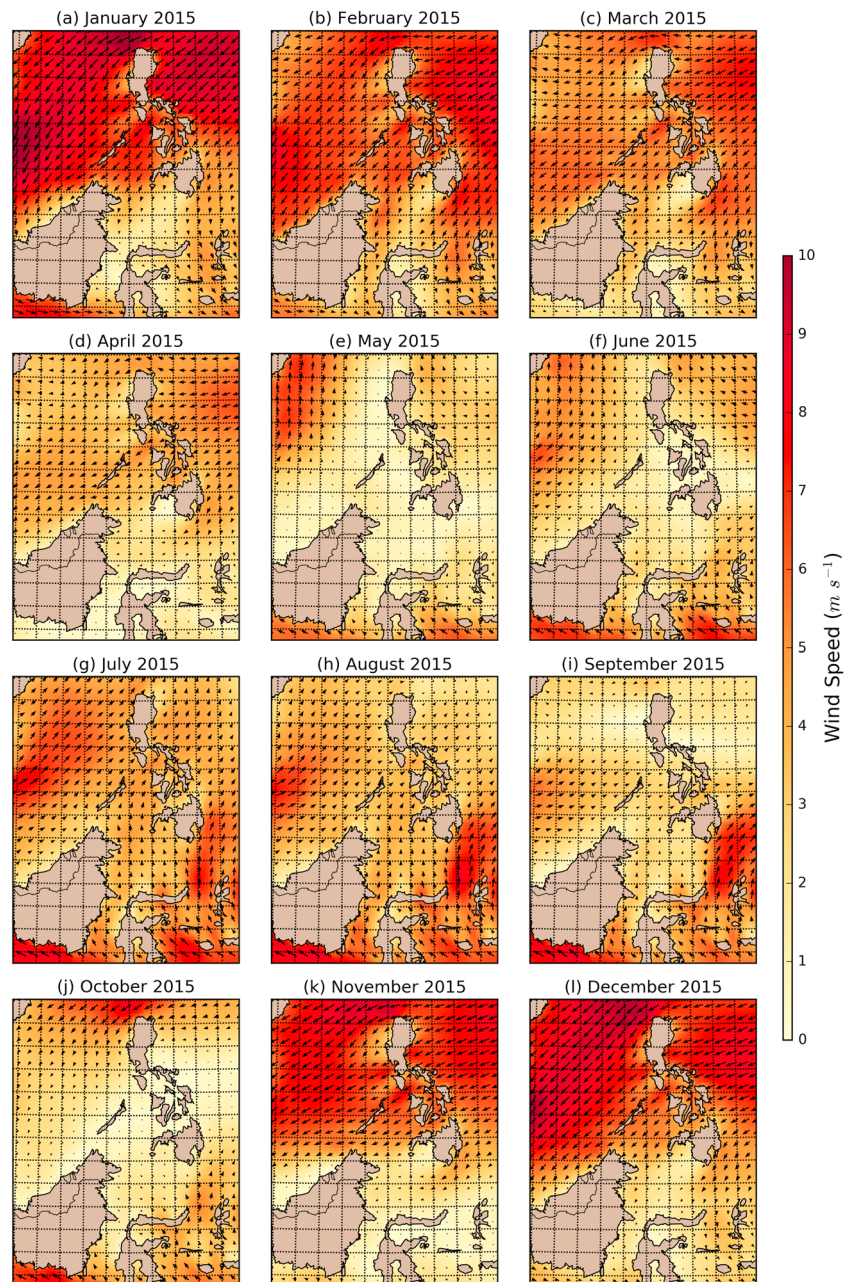 (a) January 2015
(b) February 2015
(c) March 2015
(d) April 2015
(e) May 2015
(f) June 2015
(g) July 2015
(h) August 2015
(i) September 2015
(j) October 2015
(k) November 2015
(l) December 2015
10
9
8
7
6
5
4
3
2
1
0
Wind Speed (m s⁻¹)